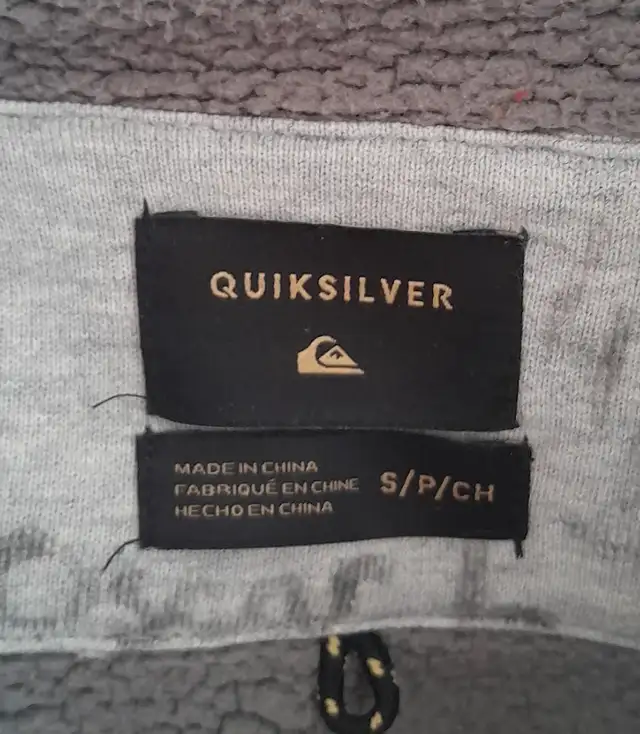 QUIKSILVER
MADE IN CHINA
FABRIQUÉ EN CHINE
HECHO EN CHINA
S/P/CH